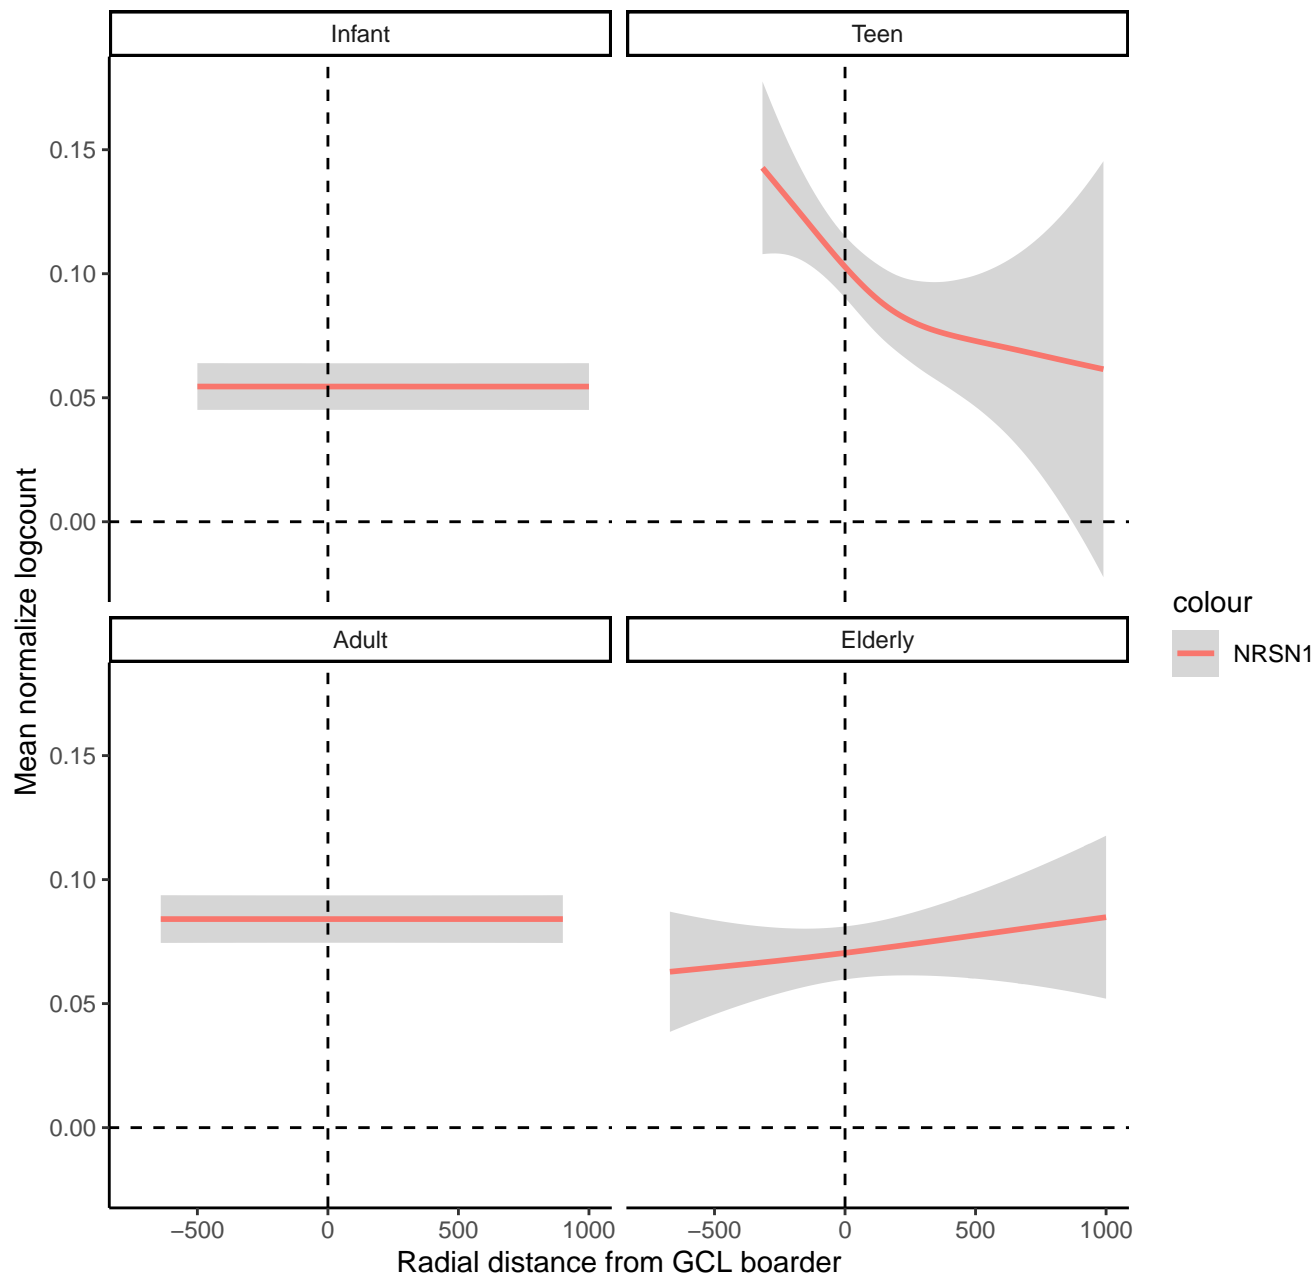 Infant
Teen
0.15
0.10
0.05
0.00
Adult
Elderly
0.15
0.10
0.05
0.00
Mean normalize logcount
−500 0 500 1000
−500 0 500 1000
Radial distance from GCL boarder
colour
NRSN1